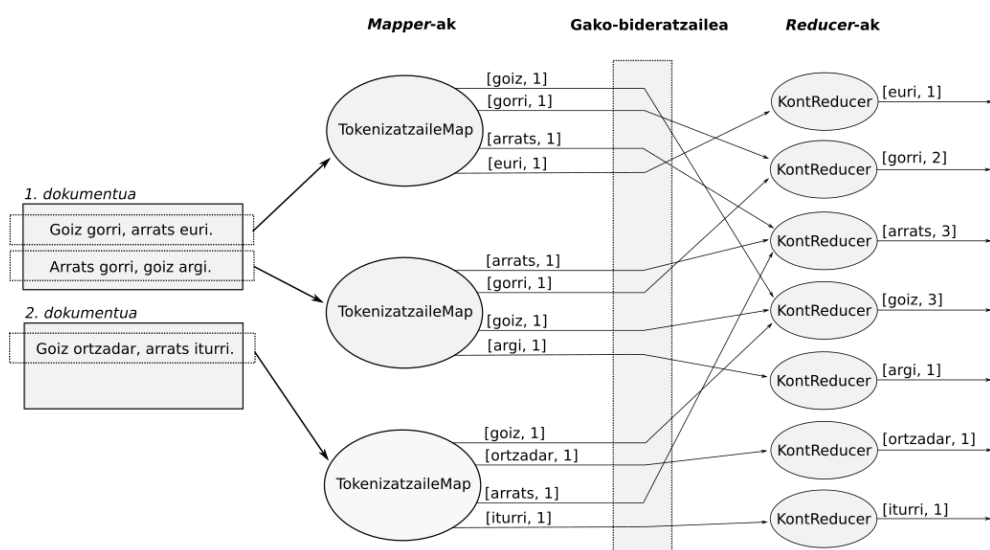 Mapper-ak
Gako-bideratzailea
Reducer-ak
1. dokumentua
Goiz gorri, arrats euri.
Arrats gorri, goiz argi.
2. dokumentua
Goiz ortzadar, arrats iturri.
TokenizatzaileMap
[goiz, 1]
[gorri, 1]
[arrats, 1]
[euri, 1]
TokenizatzaileMap
[arrats, 1]
[gorri, 1]
[goiz, 1]
[argi, 1]
TokenizatzaileMap
[goiz, 1]
[ortzadar, 1]
[arrats, 1]
[iturri, 1]
KontReducer
[euri, 1]
KontReducer
[gorri, 2]
KontReducer
[arrats, 3]
KontReducer
[goiz, 3]
KontReducer
[argi, 1]
KontReducer
[ortzadar, 1]
KontReducer
[iturri, 1]